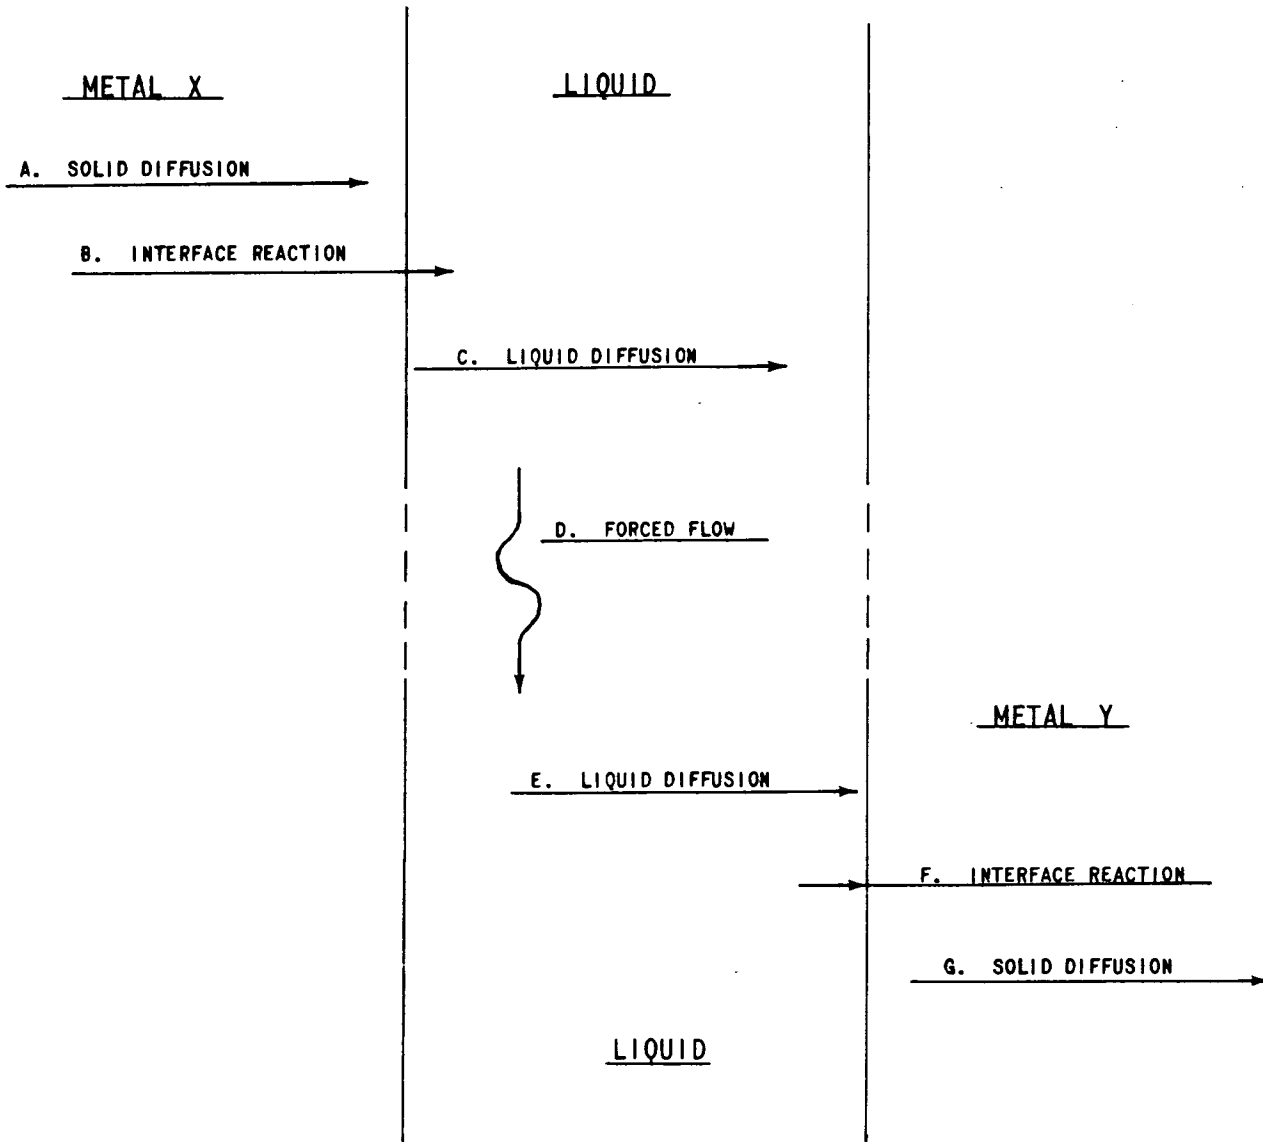 METAL X
LIQUID
A. SOLID DIFFUSION
B. INTERFACE REACTION
C. LIQUID DIFFUSION
D. FORCED FLOW
METAL Y
E. LIQUID DIFFUSION
F. INTERFACE REACTION
G. SOLID DIFFUSION
LIQUID